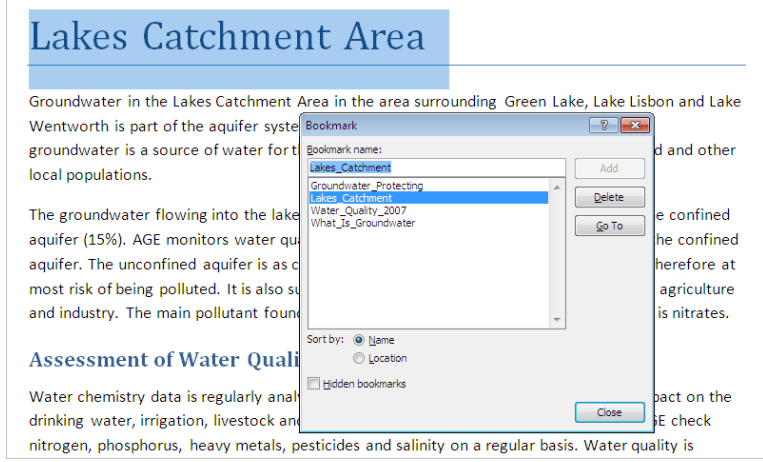 Lakes Catchment Area
Groundwater in the Lakes Catchment Area in the area surrounding Green Lake, Lake Lisbon and Lake
Wentworth is part of the aquifer syste
groundwater is a source of water for t d and other
local populations.
The groundwater flowing into the lake e confined
aquifer (15%). AGE monitors water qua the confined
aquifer. The unconfined aquifer is as c herefore at
most risk of being polluted. It is also su agriculture
and industry. The main pollutant foun is nitrates.
Assessment of Water Quali
Water chemistry data is regularly anal pact on the
drinking water, irrigation, livestock an GE check
nitrogen, phosphorus, heavy metals, pesticides and salinity on a regular basis. Water quality is
Bookmark
?
Bookmark name:
Lakes_Catchment
Add
Groundwater_Protecting
Lakes_Catchment
Water_Quality_2007
What_Is_Groundwater
Delete
Go To
Sort by: Name
Location
Hidden bookmarks
Close